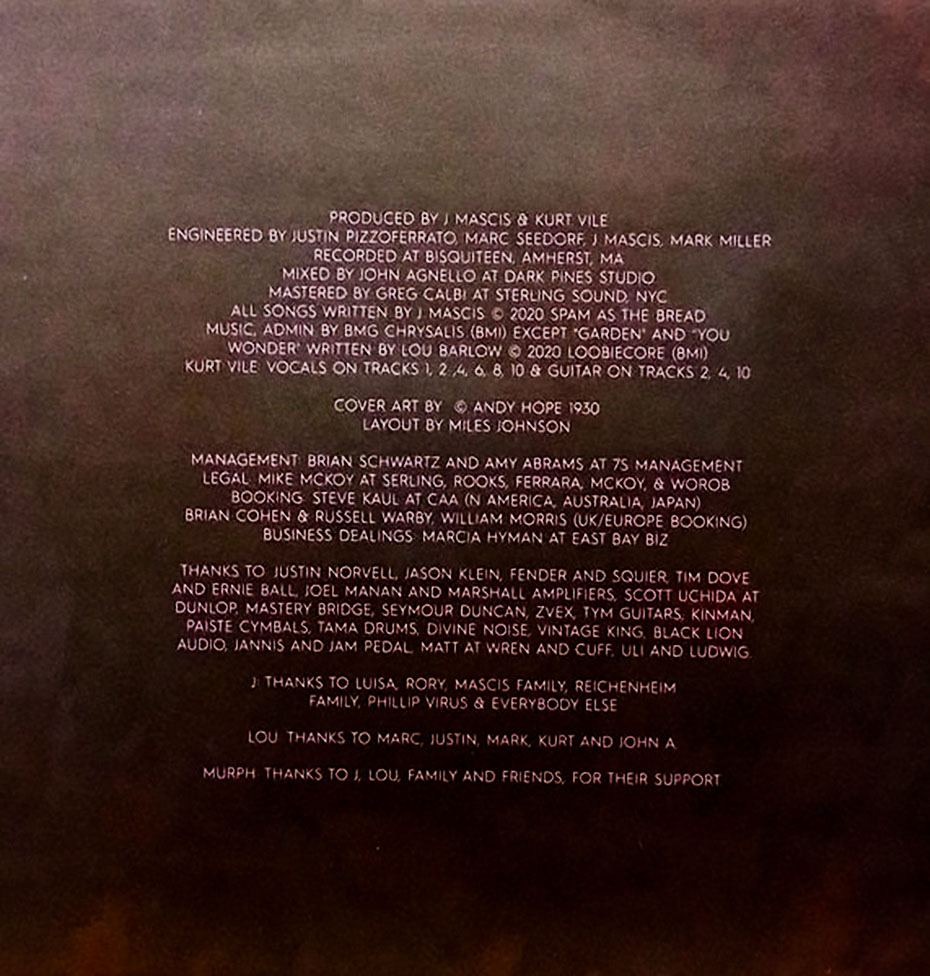 PRODUCED BY J MASCIS & KURT VILE
ENGINEERED BY JUSTIN PIZZOFERRATO, MARC SEEDORF, J MASCIS, MARK MILLER
RECORDED AT BISQUITEEN, AMHERST, MA
MIXED BY JOHN AGNELLO AT DARK PINES STUDIO
MASTERED BY GREG CALBI AT STERLING SOUND, NYC
ALL SONGS WRITTEN BY J MASCIS © 2020 SPAM AS THE BREAD
MUSIC, ADMIN BY BMG CHRYSALIS (BMI) EXCEPT "GARDEN" AND "YOU
WONDER" WRITTEN BY LOU BARLOW © 2020 LOOBIECORE (BMI)
KURT VILE: VOCALS ON TRACKS 1, 2 ,4, 6, 8, 10 & GUITAR ON TRACKS 2, 4, 10
COVER ART BY © ANDY HOPE 1930
LAYOUT BY MILES JOHNSON
MANAGEMENT: BRIAN SCHWARTZ AND AMY ABRAMS AT 7S MANAGEMENT
LEGAL: MIKE MCKOY AT SERLING, ROOKS, FERRARA, MCKOY, & WOROB
BOOKING: STEVE KAUL AT CAA (N AMERICA, AUSTRALIA, JAPAN)
BRIAN COHEN & RUSSELL WARBY, WILLIAM MORRIS (UK/EUROPE BOOKING)
BUSINESS DEALINGS: MARCIA HYMAN AT EAST BAY BIZ
THANKS TO: JUSTIN NORVELL, JASON KLEIN, FENDER AND SQUIER, TIM DOVE
AND ERNIE BALL, JOEL MANAN AND MARSHALL AMPLIFIERS, SCOTT UCHIDA AT
DUNLOP, MASTERY BRIDGE, SEYMOUR DUNCAN, ZVEX, TYM GUITARS, KINMAN,
PAISTE CYMBALS, TAMA DRUMS, DIVINE NOISE, VINTAGE KING, BLACK LION
AUDIO, JANNIS AND JAM PEDAL, MATT AT WREN AND CUFF, ULI AND LUDWIG.
J: THANKS TO LUISA, RORY, MASCIS FAMILY, REICHENHEIM
FAMILY, PHILLIP VIRUS & EVERYBODY ELSE
LOU: THANKS TO MARC, JUSTIN, MARK, KURT AND JOHN A.
MURPH: THANKS TO J, LOU, FAMILY AND FRIENDS, FOR THEIR SUPPORT